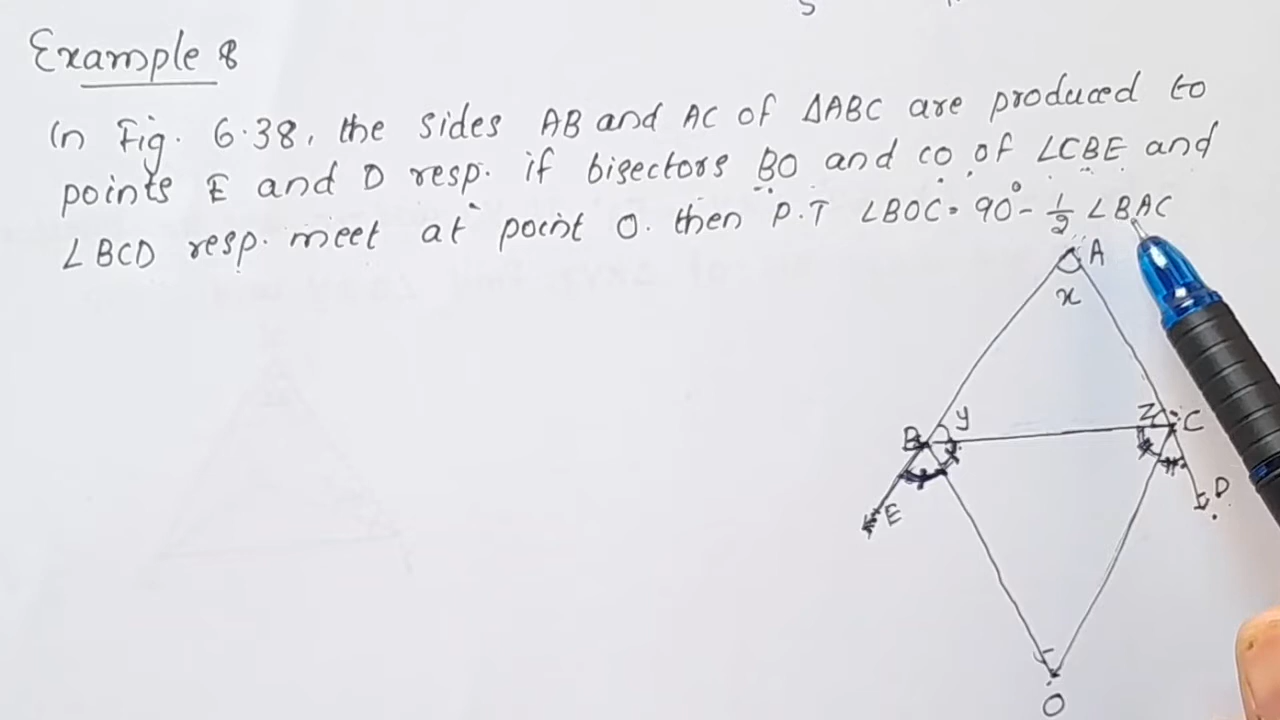 Example 8
In Fig. 6.38, the sides AB and AC of △ABC are produced to
points E and D resp. if bisectors BO and CO of ∠CBE and
∠BCD resp. meet at point O. then P.T ∠BOC = 90° - 1/2 ∠BAC
A
x
B
y
Z
C
E
D
O